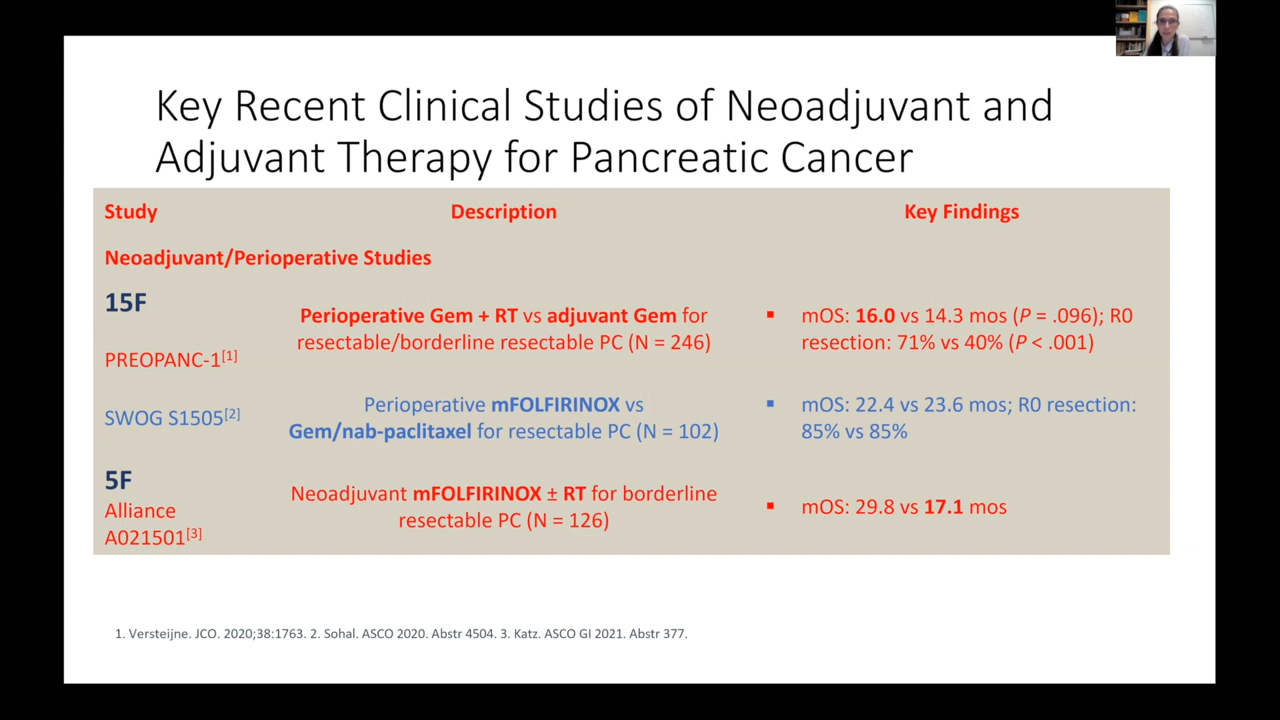 Key Recent Clinical Studies of Neoadjuvant and
Adjuvant Therapy for Pancreatic Cancer
Study Description Key Findings
Neoadjuvant/Perioperative Studies
15F
PREOPANC-1[1]
Perioperative Gem + RT vs adjuvant Gem for
resectable/borderline resectable PC (N = 246)
▪ mOS: 16.0 vs 14.3 mos (P = .096); R0
resection: 71% vs 40% (P < .001)
SWOG S1505[2]
Perioperative mFOLFIRINOX vs
Gem/nab-paclitaxel for resectable PC (N = 102)
▪ mOS: 22.4 vs 23.6 mos; R0 resection:
85% vs 85%
5F
Alliance
A021501[3]
Neoadjuvant mFOLFIRINOX ± RT for borderline
resectable PC (N = 126)
▪ mOS: 29.8 vs 17.1 mos
1. Versteijne. JCO. 2020;38:1763. 2. Sohal. ASCO 2020. Abstr 4504. 3. Katz. ASCO GI 2021. Abstr 377.